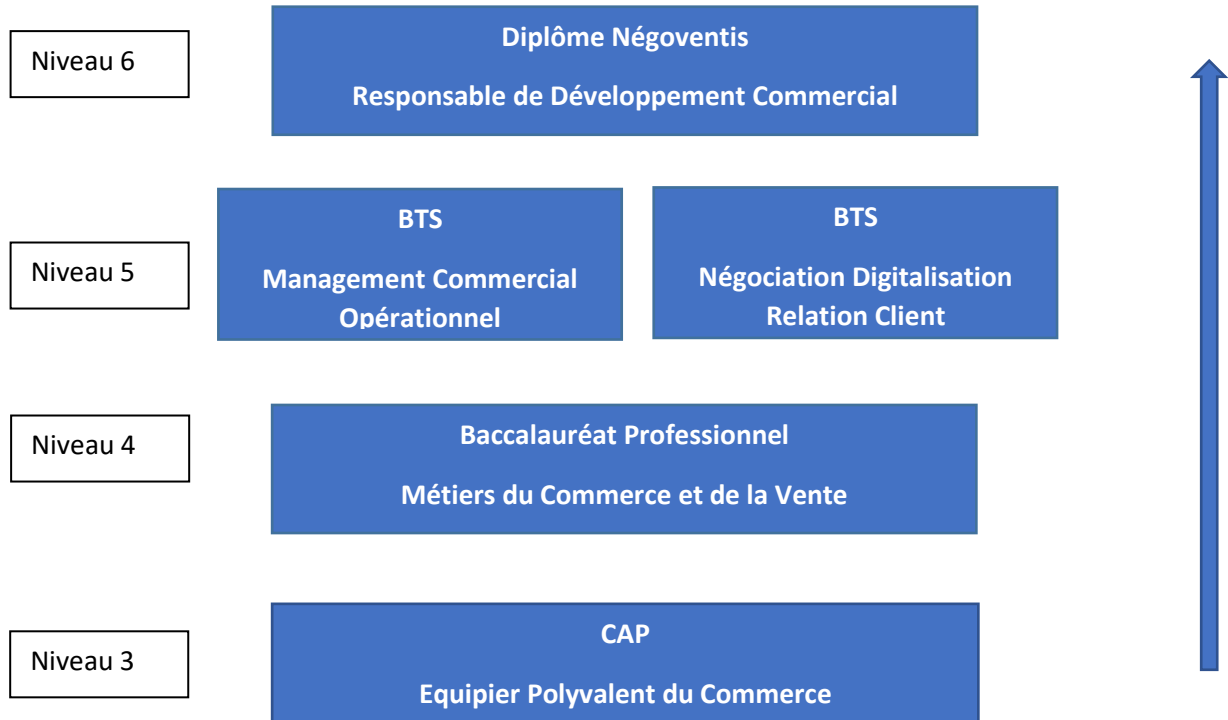 Niveau 6
Diplôme Négoventis
Responsable de Développement Commercial
Niveau 5
BTS
Management Commercial
Opérationnel
BTS
Négociation Digitalisation
Relation Client
Niveau 4
Baccalauréat Professionnel
Métiers du Commerce et de la Vente
Niveau 3
CAP
Equipier Polyvalent du Commerce